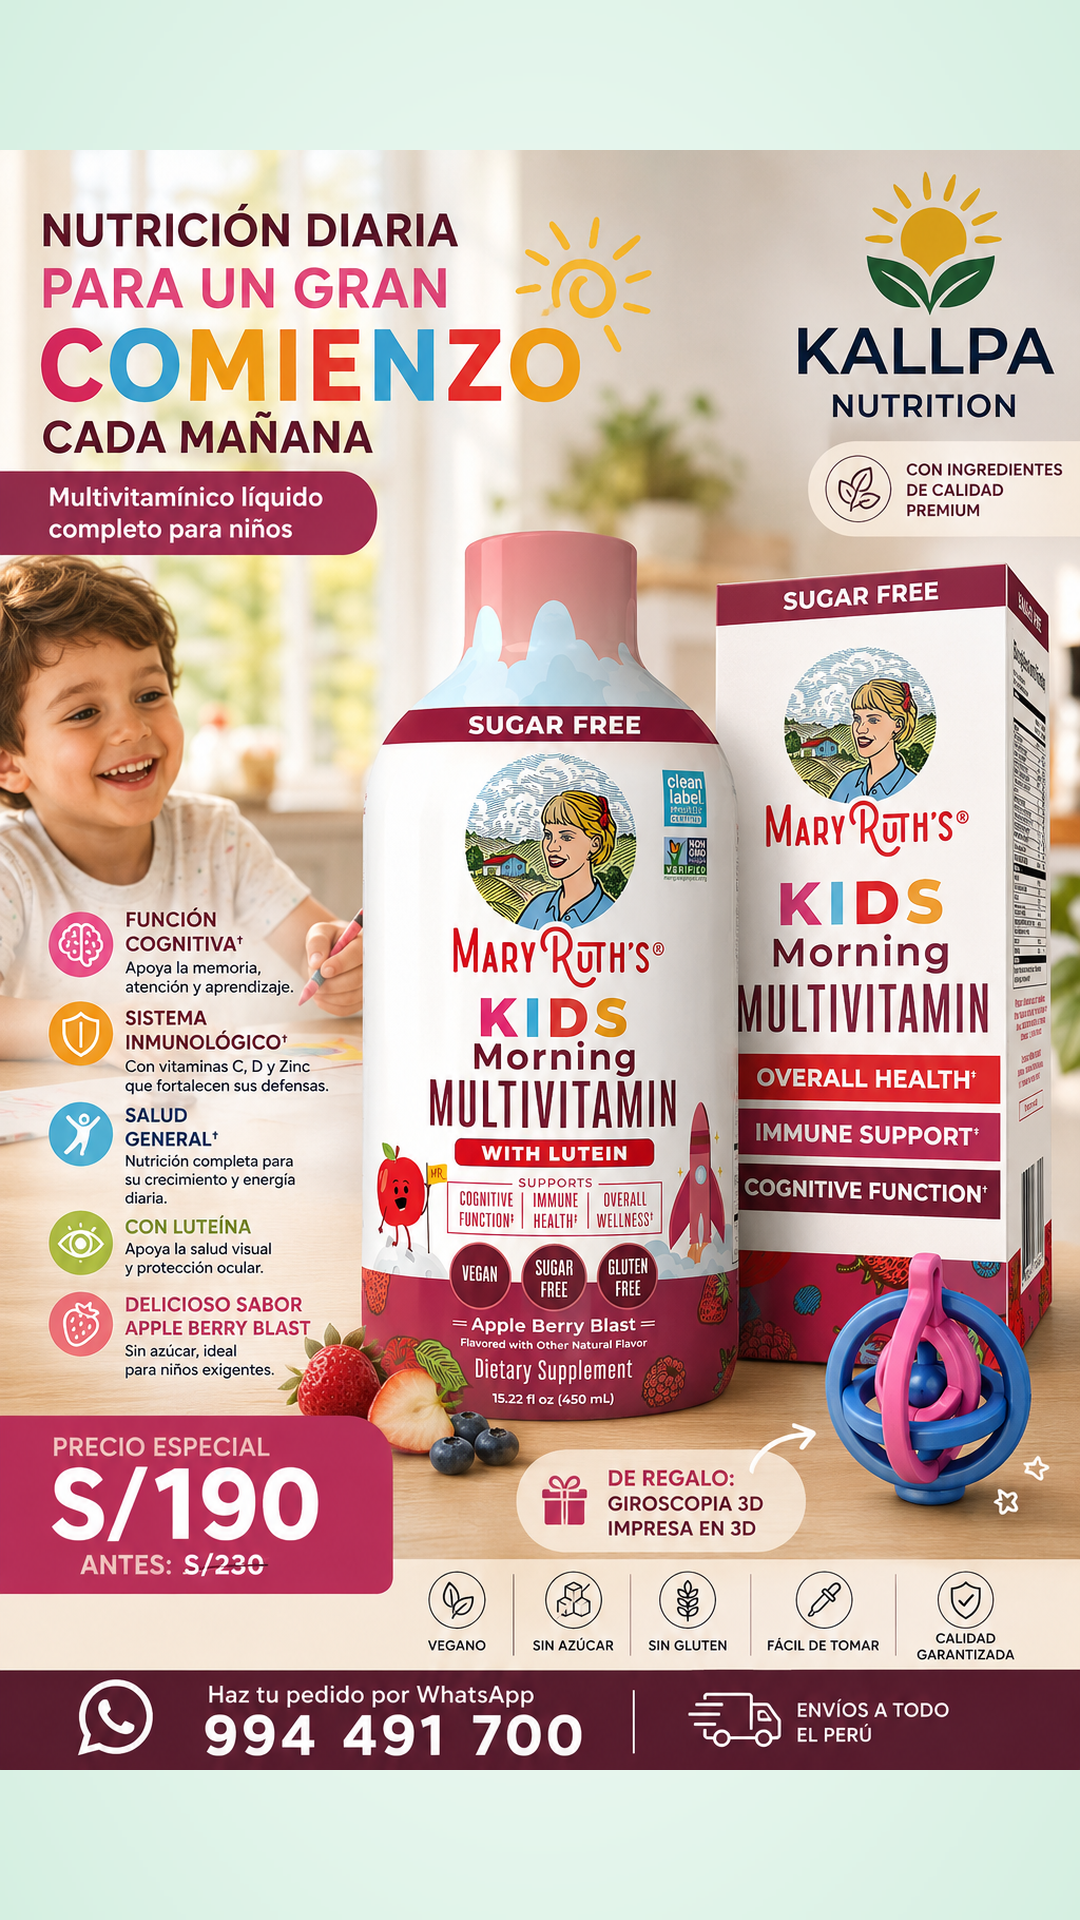 NUTRICIÓN DIARIA
PARA UN GRAN
COMIENZO
CADA MAÑANA
Multivitamínico líquido
completo para niños
KALLPA
NUTRITION
CON INGREDIENTES
DE CALIDAD
PREMIUM
FUNCIÓN
COGNITIVA†
Apoya la memoria,
atención y aprendizaje.
SISTEMA
INMUNOLÓGICO†
Con vitaminas C, D y Zinc
que fortalecen sus defensas.
SALUD
GENERAL†
Nutrición completa para
su crecimiento y energía
diaria.
CON LUTEÍNA
Apoya la salud visual
y protección ocular.
DELICIOSO SABOR
APPLE BERRY BLAST
Sin azúcar, ideal
para niños exigentes.
SUGAR FREE
clean
label
NON
GMO
VERIFIED
MARY RUTH'S®
KIDS
Morning
MULTIVITAMIN
WITH LUTEIN
MR
SUPPORTS
COGNITIVE FUNCTION‡
IMMUNE HEALTH‡
OVERALL WELLNESS†
VEGAN
SUGAR FREE
GLUTEN FREE
Apple Berry Blast
Flavored with Other Natural Flavor
Dietary Supplement
15.22 fl oz (450 mL)
SUGAR FREE
MARY RUTH'S®
KIDS
Morning
MULTIVITAMIN
OVERALL HEALTH‡
IMMUNE SUPPORT‡
COGNITIVE FUNCTION†
PRECIO ESPECIAL
S/190
ANTES: S/230
DE REGALO:
GIROSCOPIA 3D
IMPRESA EN 3D
VEGANO
SIN AZÚCAR
SIN GLUTEN
FÁCIL DE TOMAR
CALIDAD
GARANTIZADA
Haz tu pedido por WhatsApp
994 491 700
ENVÍOS A TODO
EL PERÚ